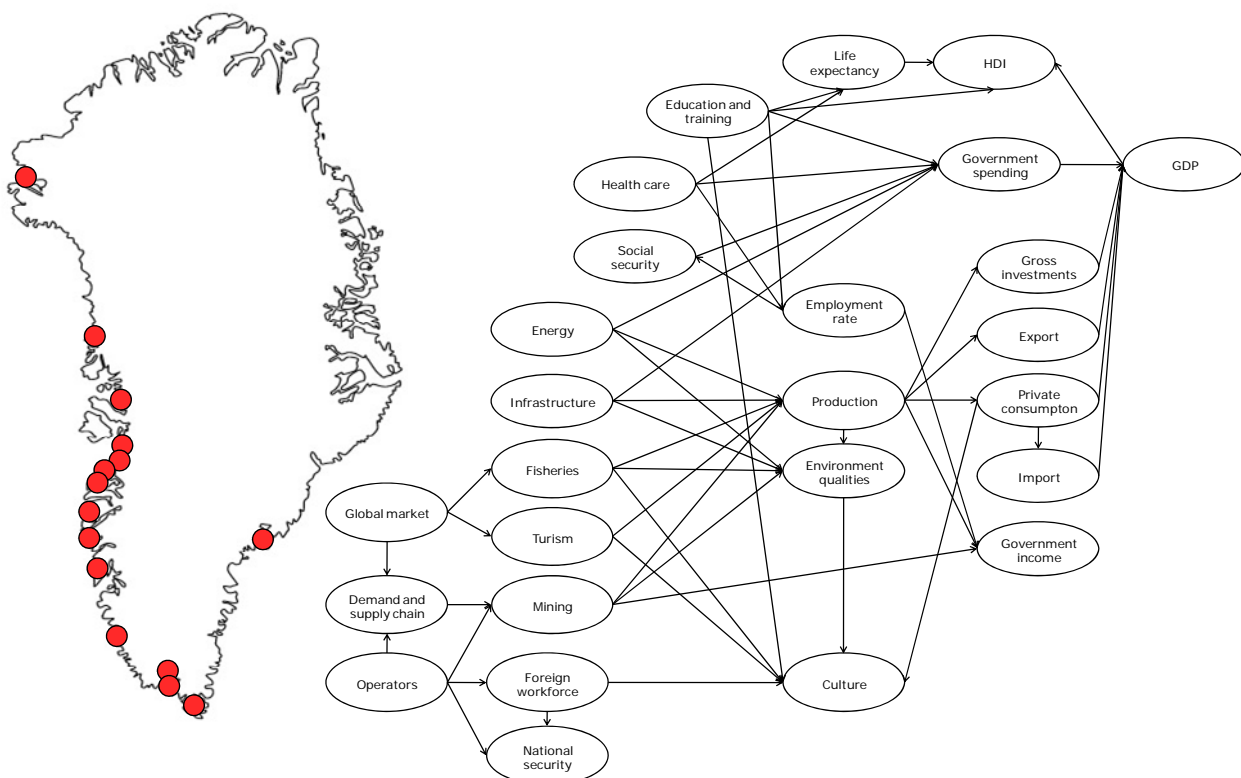 Life
expectancy
HDI
Education and
training
Government
spending
GDP
Health care
Social
security
Gross
investments
Employment
rate
Energy
Export
Infrastructure
Production
Private
consumpton
Fisheries
Environment
qualities
Import
Global market
Turism
Government
income
Demand and
supply chain
Mining
Operators
Foreign
workforce
Culture
National
security